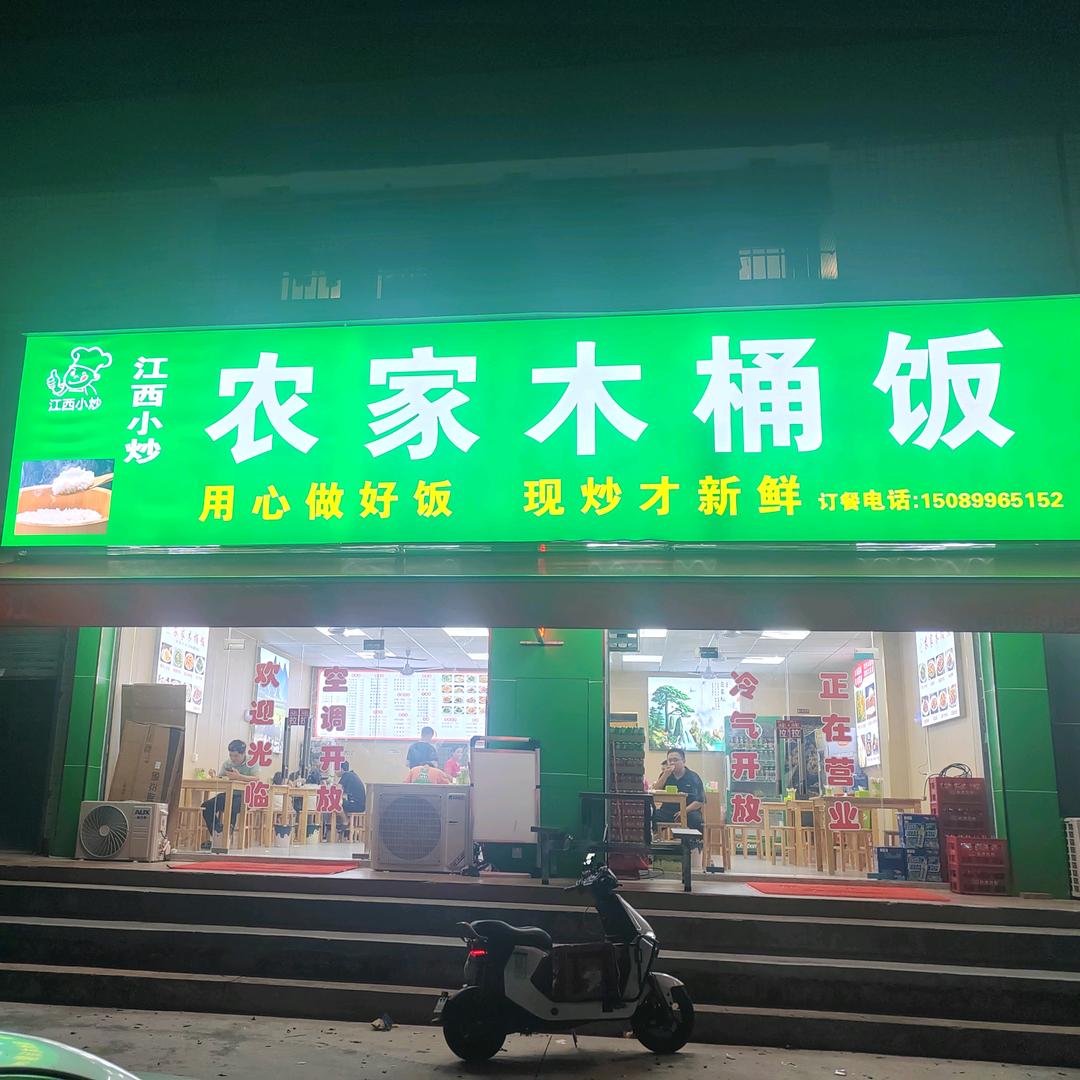 江西小炒
江西小炒
农家木桶饭
用心做好饭 现炒才新鲜 订餐电话:15089965152
欢迎光临
空调开放
冷气开放
正在营业
AUX